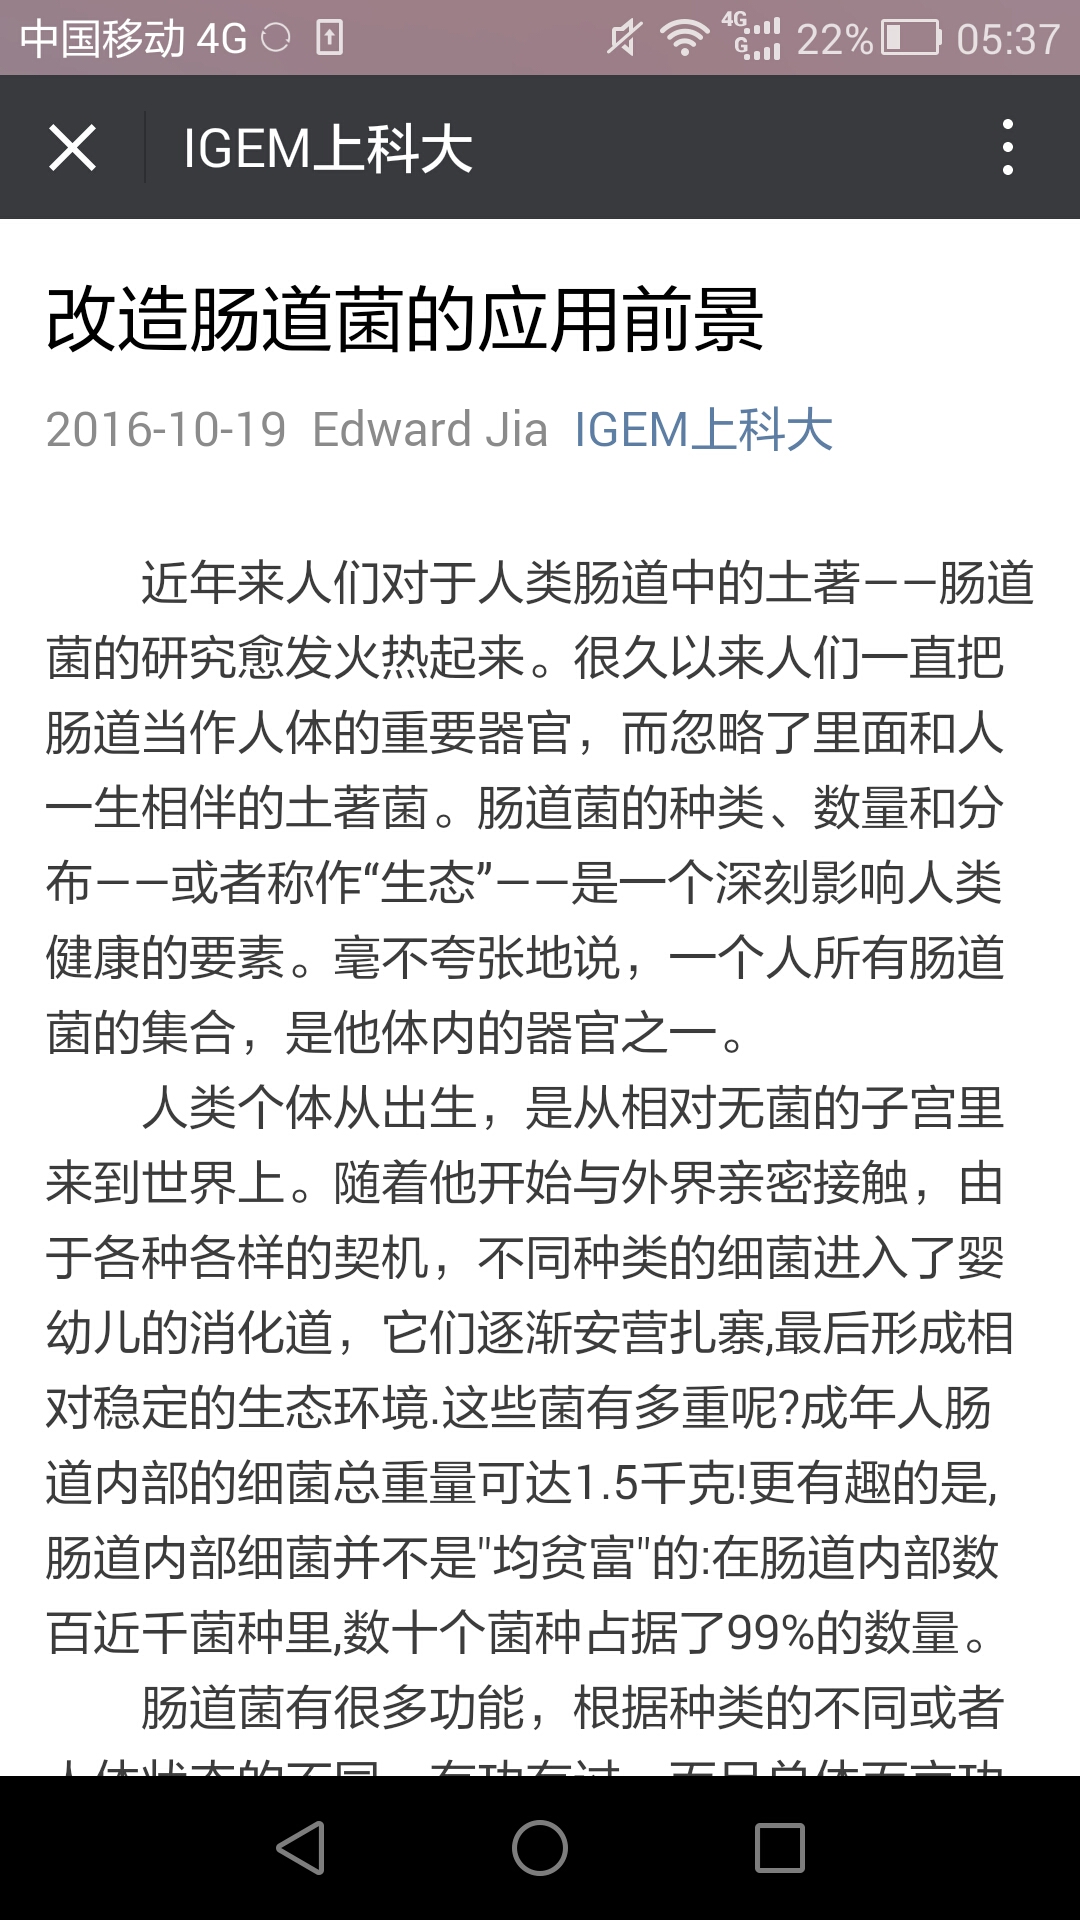 中国移动 4G 4G G 22% 05:37
IGEM上科大
改造肠道菌的应用前景
2016-10-19 Edward Jia IGEM上科大
近年来人们对于人类肠道中的土著——肠道
菌的研究愈发火热起来。很久以来人们一直把
肠道当作人体的重要器官，而忽略了里面和人
一生相伴的土著菌。肠道菌的种类、数量和分
布——或者称作“生态”——是一个深刻影响人类
健康的要素。毫不夸张地说，一个人所有肠道
菌的集合，是他体内的器官之一。
人类个体从出生，是从相对无菌的子宫里
来到世界上。随着他开始与外界亲密接触，由
于各种各样的契机，不同种类的细菌进入了婴
幼儿的消化道，它们逐渐安营扎寨,最后形成相
对稳定的生态环境.这些菌有多重呢?成年人肠
道内部的细菌总重量可达1.5千克!更有趣的是,
肠道内部细菌并不是"均贫富"的:在肠道内部数
百近千菌种里,数十个菌种占据了99%的数量。
肠道菌有很多功能，根据种类的不同或者